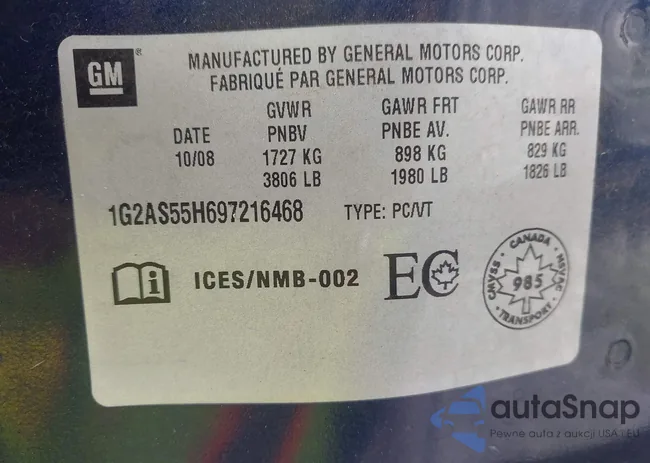 GM
MANUFACTURED BY GENERAL MOTORS CORP.
FABRIQUÉ PAR GENERAL MOTORS CORP.
GVWR GAWR FRT GAWR RR
DATE PNBV PNBE AV. PNBE ARR.
10/08 1727 KG 898 KG 829 KG
3806 LB 1980 LB 1826 LB
1G2AS55H697216468 TYPE: PC/VT
i ICES/NMB-002 EC
CANADA
CMVSS 985 NSVAC
TRANSPORT
autaSnap
Pewne auta z aukcji USA i EU